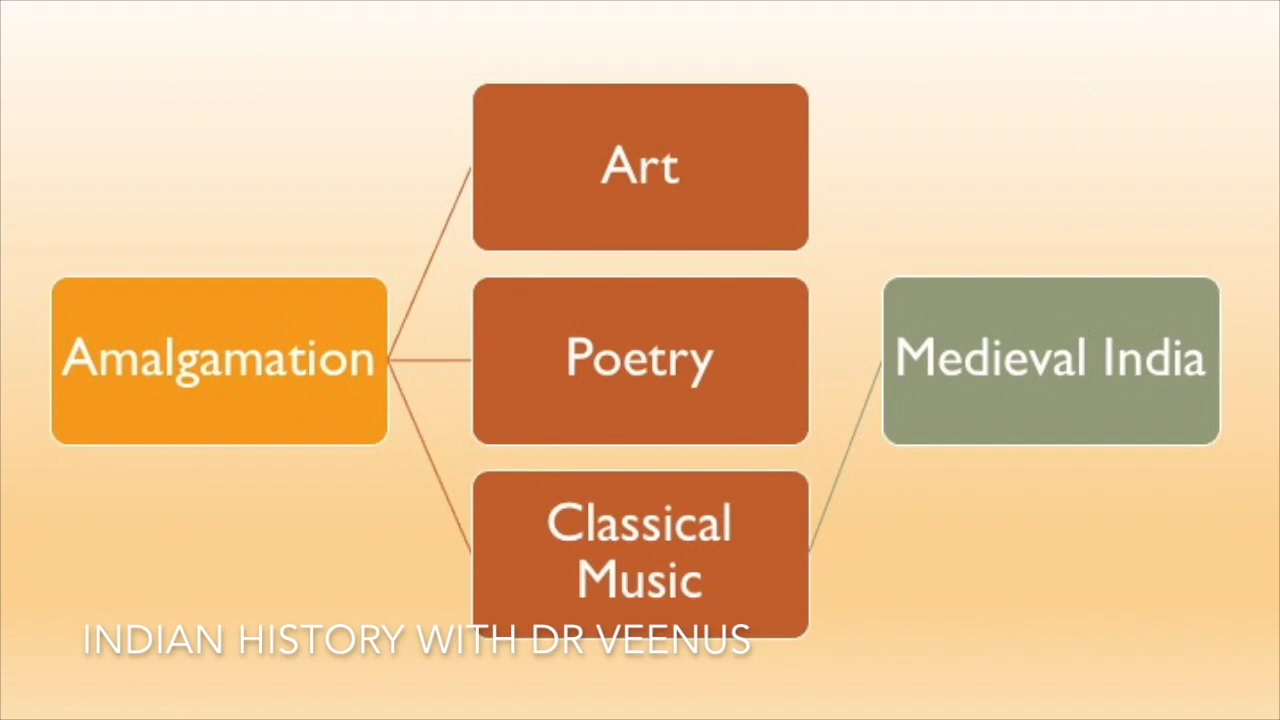 Art
Amalgamation
Poetry
Medieval India
Classical
Music
INDIAN HISTORY WITH DR VEENUS